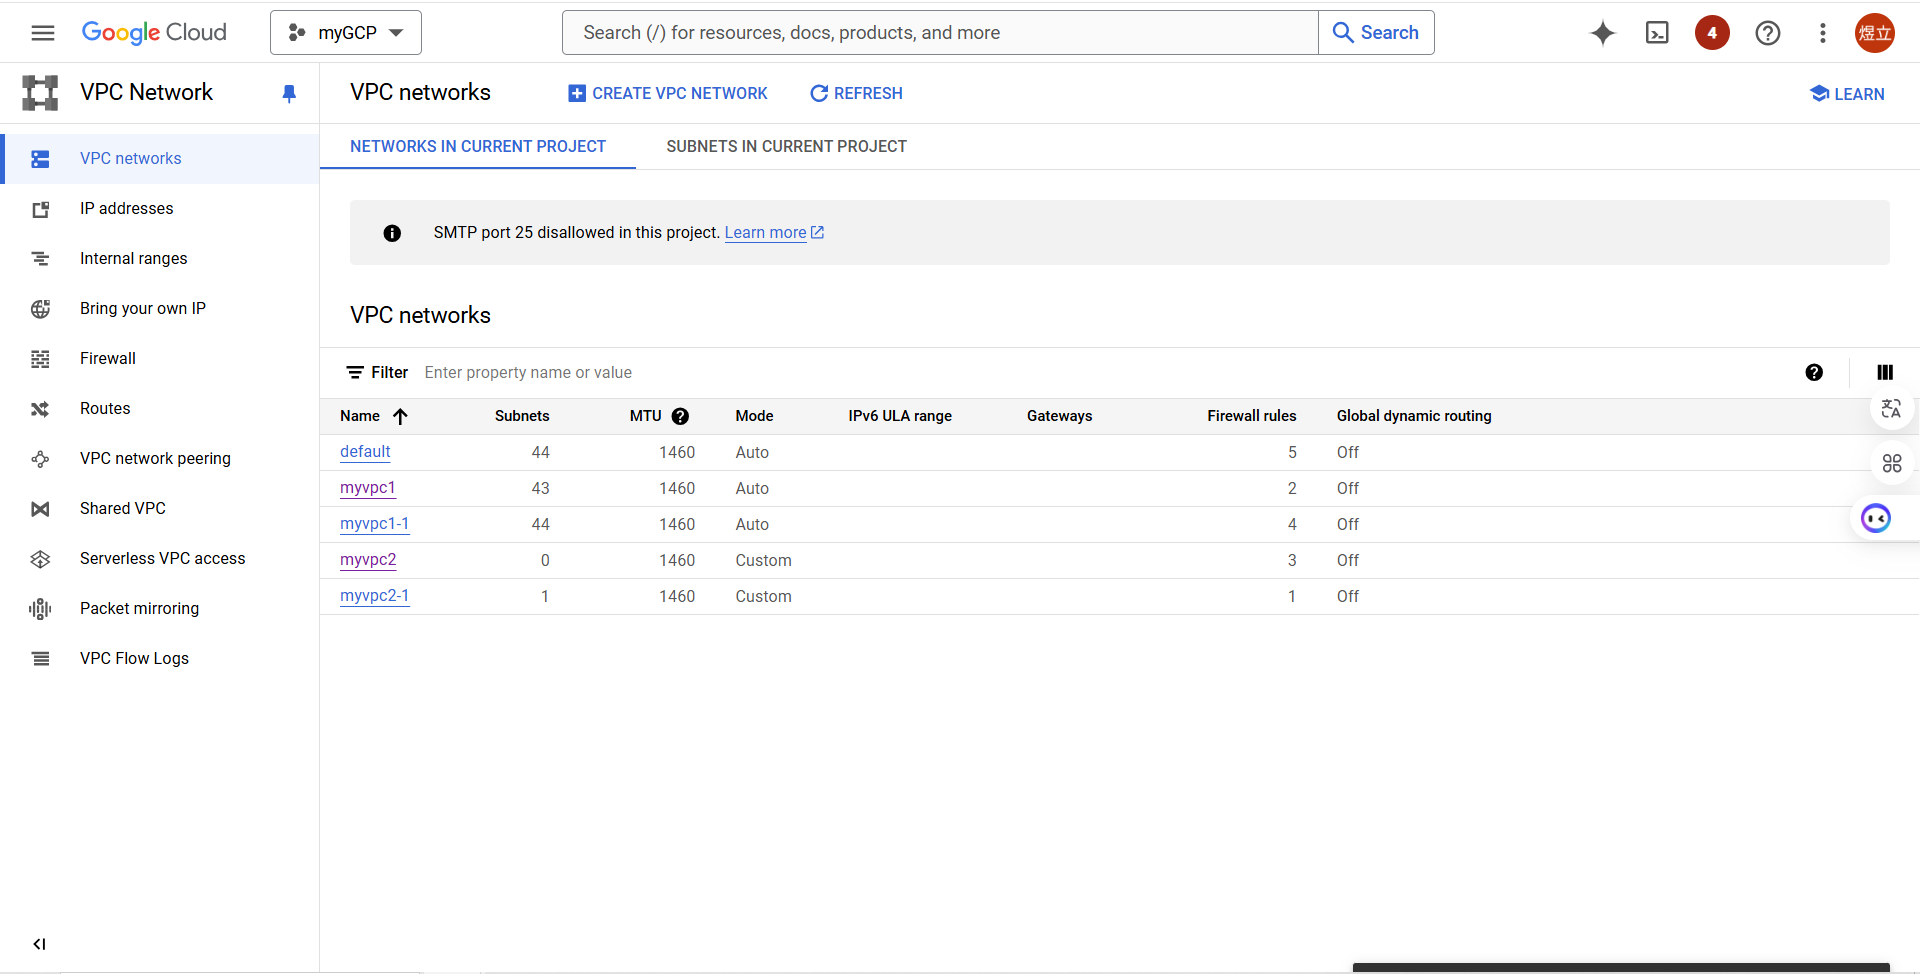 Google Cloud
myGCP
Search (/) for resources, docs, products, and more
Search
4
煜立
VPC Network
VPC networks
CREATE VPC NETWORK
REFRESH
LEARN
VPC networks
IP addresses
Internal ranges
Bring your own IP
Firewall
Routes
VPC network peering
Shared VPC
Serverless VPC access
Packet mirroring
VPC Flow Logs
NETWORKS IN CURRENT PROJECT
SUBNETS IN CURRENT PROJECT
SMTP port 25 disallowed in this project. Learn more
VPC networks
Filter Enter property name or value
Name Subnets MTU Mode IPv6 ULA range Gateways Firewall rules Global dynamic routing
default 44 1460 Auto 5 Off
myvpc1 43 1460 Auto 2 Off
myvpc1-1 44 1460 Auto 4 Off
myvpc2 0 1460 Custom 3 Off
myvpc2-1 1 1460 Custom 1 Off